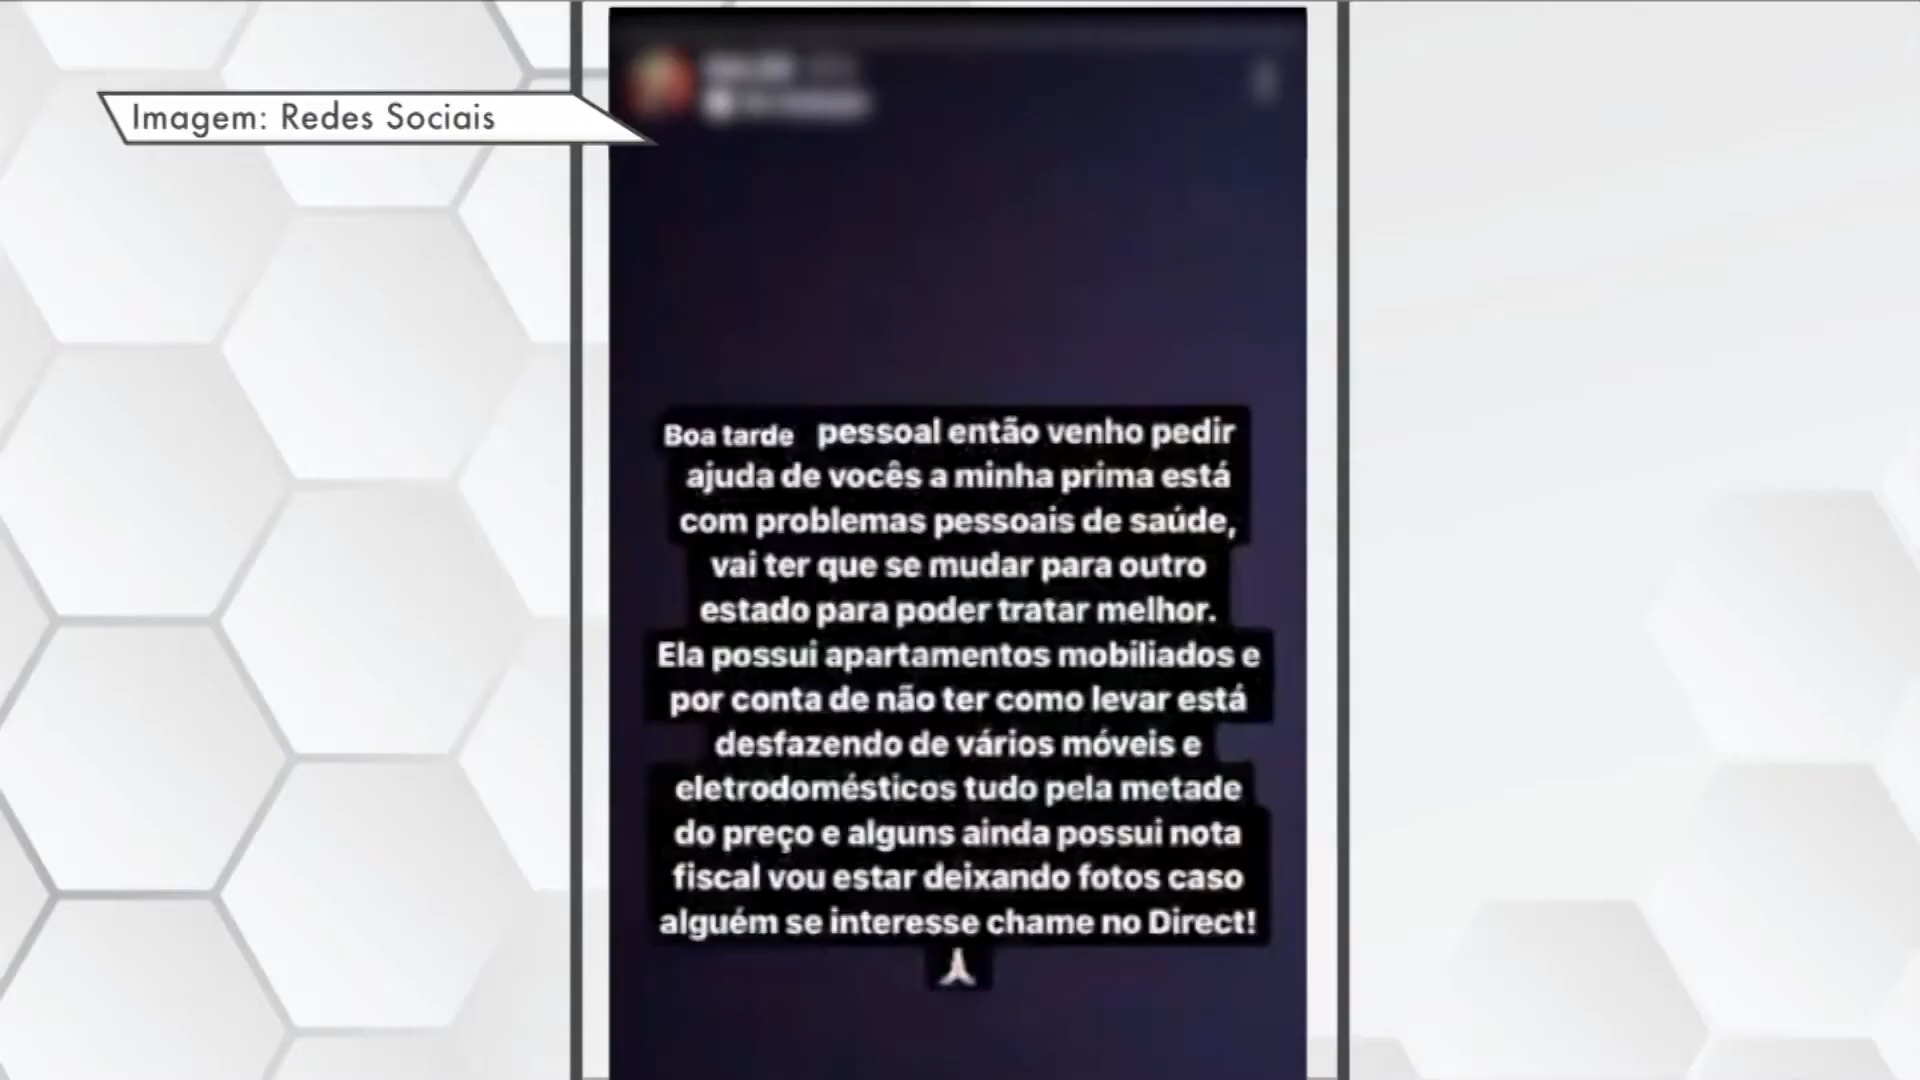 Imagem: Redes Sociais
Boa tarde pessoal então venho pedir
ajuda de vocês a minha prima está
com problemas pessoais de saúde,
vai ter que se mudar para outro
estado para poder tratar melhor.
Ela possui apartamentos mobiliados e
por conta de não ter como levar está
desfazendo de vários móveis e
eletrodomésticos tudo pela metade
do preço e alguns ainda possui nota
fiscal vou estar deixando fotos caso
alguém se interesse chame no Direct!